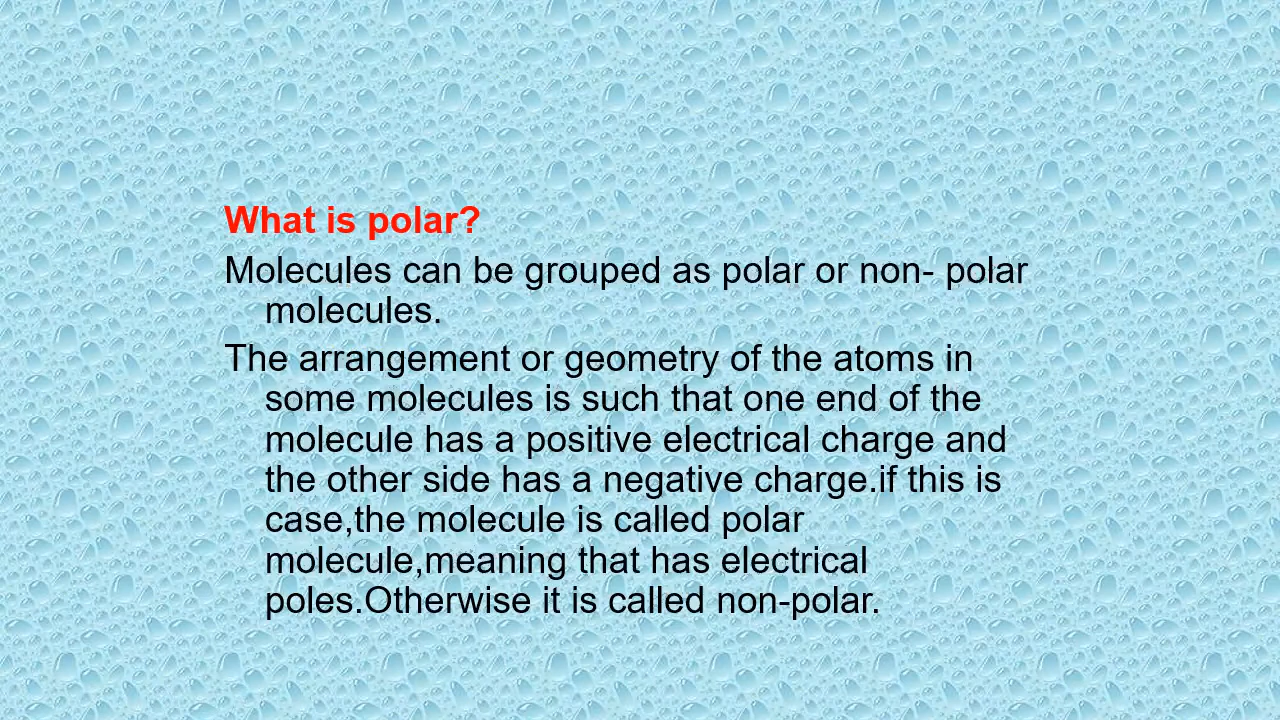 What is polar?
Molecules can be grouped as polar or non- polar
molecules.
The arrangement or geometry of the atoms in
some molecules is such that one end of the
molecule has a positive electrical charge and
the other side has a negative charge.if this is
case,the molecule is called polar
molecule,meaning that has electrical
poles.Otherwise it is called non-polar.